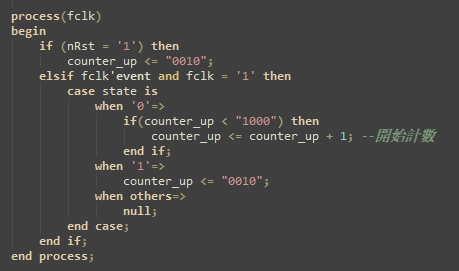 process(fclk)
begin
    if (nRst = '1') then
        counter_up <= "0010";
    elsif fclk'event and fclk = '1' then
        case state is
            when '0'=>
                if(counter_up < "1000") then
                    counter_up <= counter_up + 1; --開始計數
                end if;
            when '1'=>
                counter_up <= "0010";
            when others=>
                null;
        end case;
    end if;
end process;